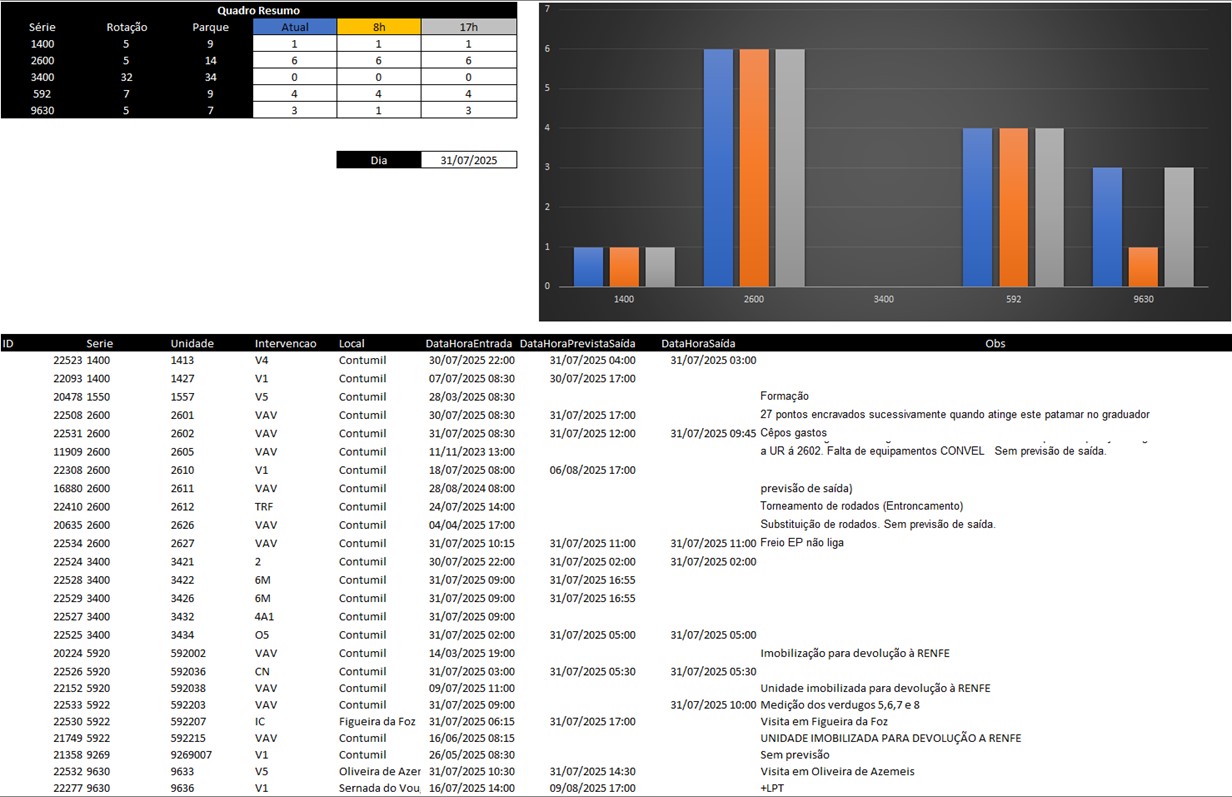 Quadro Resumo
Série Rotação Parque Atual 8h 17h
1400 5 9 1 1 1
2600 5 14 6 6 6
3400 32 34 0 0 0
592 7 9 4 4 4
9630 5 7 3 1 3
Dia 31/07/2025
7
6
5
4
3
2
1
0
1400 2600 3400 592 9630
ID Serie Unidade Intervencao Local DataHoraEntrada DataHoraPrevistaSaída DataHoraSaída Obs
22523 1400 1413 V4 Contumil 30/07/2025 22:00 31/07/2025 04:00 31/07/2025 03:00
22093 1400 1427 V1 Contumil 07/07/2025 08:30 30/07/2025 17:00
20478 1550 1557 V5 Contumil 28/03/2025 08:30 Formação
22508 2600 2601 VAV Contumil 30/07/2025 08:30 31/07/2025 17:00 27 pontos encravados sucessivamente quando atinge este patamar no graduador
22531 2600 2602 VAV Contumil 31/07/2025 08:30 31/07/2025 12:00 31/07/2025 09:45 Cêpos gastos
11909 2600 2605 VAV Contumil 11/11/2023 13:00 a UR á 2602. Falta de equipamentos CONVEL Sem previsão de saída.
22308 2600 2610 V1 Contumil 18/07/2025 08:00 06/08/2025 17:00
16880 2600 2611 VAV Contumil 28/08/2024 08:00 previsão de saída)
22410 2600 2612 TRF Contumil 24/07/2025 14:00 Torneamento de rodados (Entroncamento)
20635 2600 2626 VAV Contumil 04/04/2025 17:00 Substituição de rodados. Sem previsão de saída.
22534 2600 2627 VAV Contumil 31/07/2025 10:15 31/07/2025 11:00 31/07/2025 11:00 Freio EP não liga
22524 3400 3421 2 Contumil 30/07/2025 22:00 31/07/2025 02:00 31/07/2025 02:00
22528 3400 3422 6M Contumil 31/07/2025 09:00 31/07/2025 16:55
22529 3400 3426 6M Contumil 31/07/2025 09:00 31/07/2025 16:55
22527 3400 3432 4A1 Contumil 31/07/2025 09:00
22525 3400 3434 O5 Contumil 31/07/2025 02:00 31/07/2025 05:00 31/07/2025 05:00
20224 5920 592002 VAV Contumil 14/03/2025 19:00 Imobilização para devolução à RENFE
22526 5920 592036 CN Contumil 31/07/2025 03:00 31/07/2025 05:30 31/07/2025 05:30
22152 5920 592038 VAV Contumil 09/07/2025 11:00 Unidade imobilizada para devolução à RENFE
22533 5922 592203 VAV Contumil 31/07/2025 09:00 31/07/2025 10:00 Medição dos verdugos 5,6,7 e 8
22530 5922 592207 IC Figueira da Foz 31/07/2025 06:15 31/07/2025 17:00 Visita em Figueira da Foz
21749 5922 592215 VAV Contumil 16/06/2025 08:15 UNIDADE IMOBILIZADA PARA DEVOLUÇÃO A RENFE
21358 9269 9269007 V1 Contumil 26/05/2025 08:30 Sem previsão
22532 9630 9633 V5 Oliveira de Azer 31/07/2025 10:30 31/07/2025 14:30 Visita em Oliveira de Azemeis
22277 9630 9636 V1 Sernada do Vou 16/07/2025 14:00 09/08/2025 17:00 +LPT